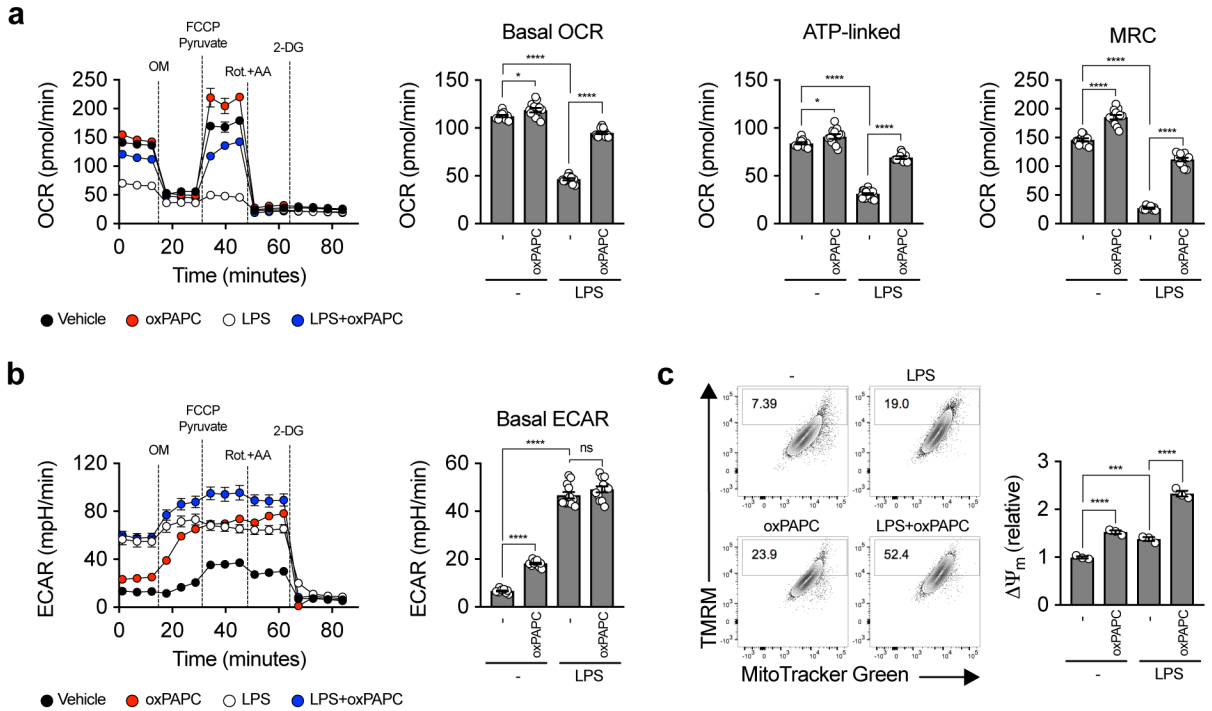 a
FCCP
Pyruvate
OM
Rot.+AA
2-DG
OCR (pmol/min)
250
200
150
100
50
0
0 20 40 60 80
Time (minutes)
Vehicle oxPAPC LPS LPS+oxPAPC
Basal OCR
****
*
****
OCR (pmol/min)
150
100
50
0
- oxPAPC - oxPAPC
- LPS
ATP-linked
****
*
****
OCR (pmol/min)
150
100
50
0
- oxPAPC - oxPAPC
- LPS
MRC
****
****
****
OCR (pmol/min)
250
200
150
100
50
0
- oxPAPC - oxPAPC
- LPS
b
FCCP
Pyruvate
OM
Rot.+AA
2-DG
ECAR (mpH/min)
120
80
40
0
0 20 40 60 80
Time (minutes)
Vehicle oxPAPC LPS LPS+oxPAPC
Basal ECAR
****
ns
****
ECAR (mpH/min)
60
40
20
0
- oxPAPC - oxPAPC
- LPS
c
- LPS
7.39 19.0
oxPAPC LPS+oxPAPC
23.9 52.4
TMRM
MitoTracker Green
****
***
****
ΔΨm (relative)
3
2
1
0
- oxPAPC - oxPAPC
- LPS